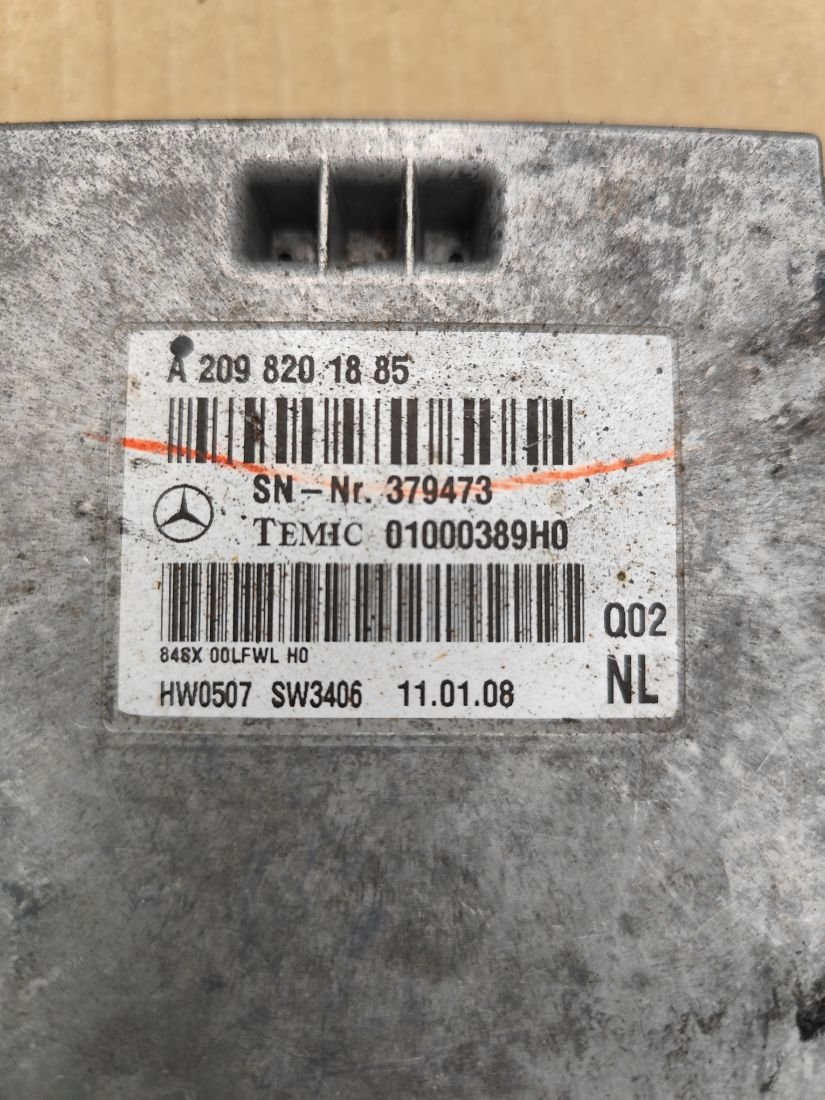 A 209 820 18 85
SN-Nr. 379473
TEMIC 01000389H0
Q02
84SX 00LFWL H0
NL
HW0507 SW3406 11.01.08